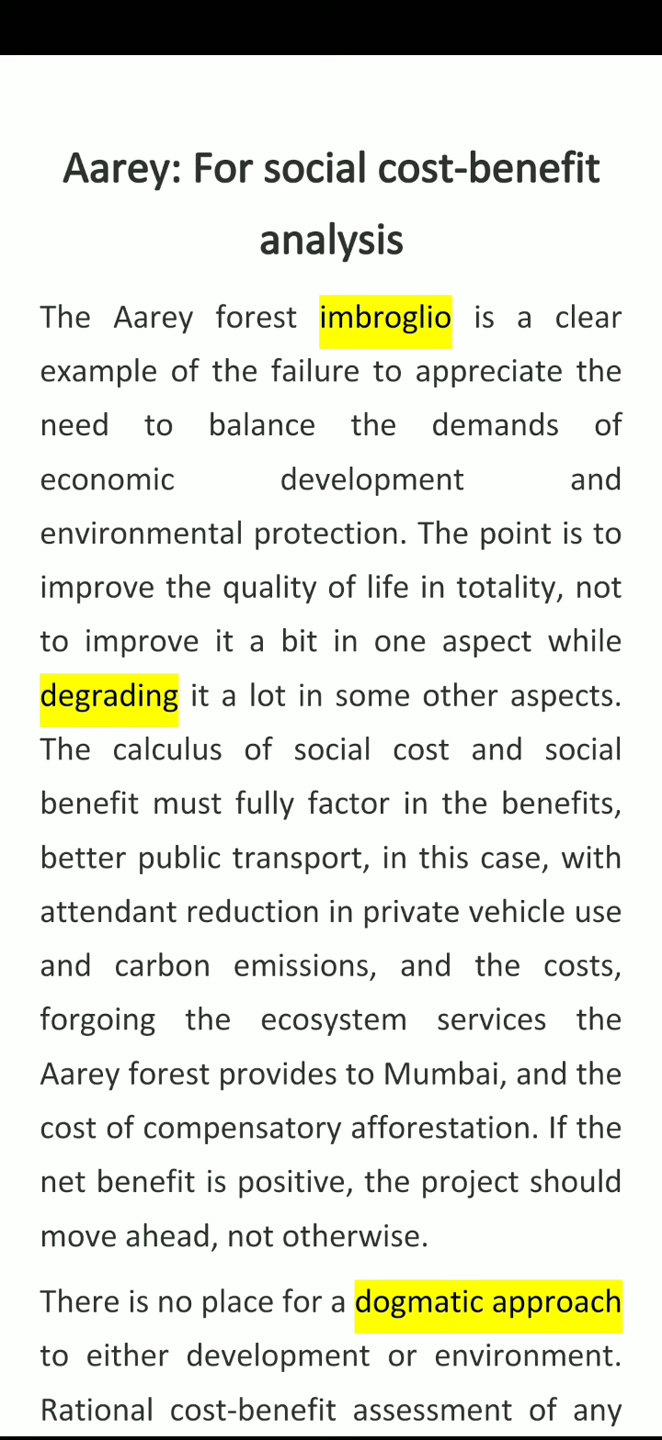 Aarey: For social cost-benefit
analysis
The Aarey forest imbroglio is a clear
example of the failure to appreciate the
need to balance the demands of
economic development and
environmental protection. The point is to
improve the quality of life in totality, not
to improve it a bit in one aspect while
degrading it a lot in some other aspects.
The calculus of social cost and social
benefit must fully factor in the benefits,
better public transport, in this case, with
attendant reduction in private vehicle use
and carbon emissions, and the costs,
forgoing the ecosystem services the
Aarey forest provides to Mumbai, and the
cost of compensatory afforestation. If the
net benefit is positive, the project should
move ahead, not otherwise.
There is no place for a dogmatic approach
to either development or environment.
Rational cost-benefit assessment of any